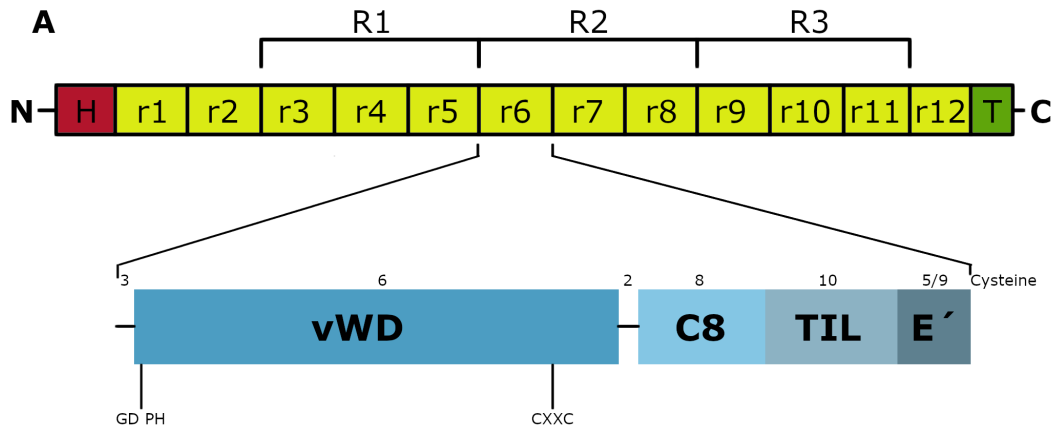 A R1 R2 R3
N H r1 r2 r3 r4 r5 r6 r7 r8 r9 r10 r11 r12 T C
3 6 2 8 10 5/9 Cysteine
vWD C8 TIL E´
GD PH CXXC